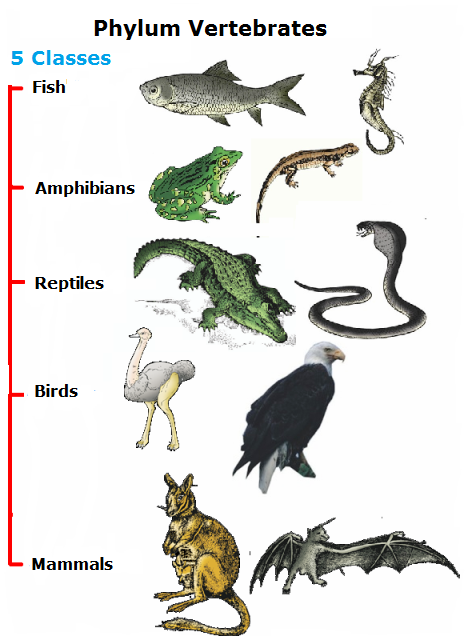 Phylum Vertebrates
5 Classes
Fish
Amphibians
Reptiles
Birds
Mammals